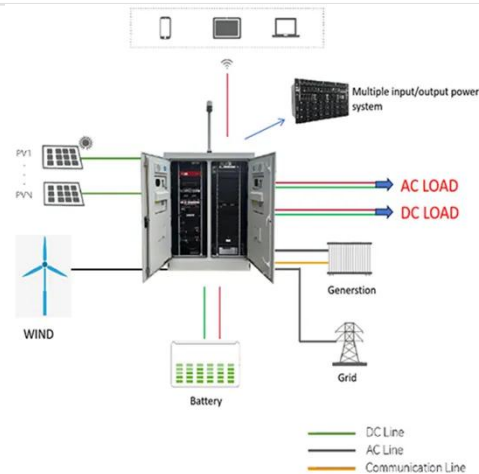 Multiple input/output power
system
PV1
PVN
AC LOAD
DC LOAD
Generstion
WIND
Grid
Battery
DC Line
AC Line
Communication Line